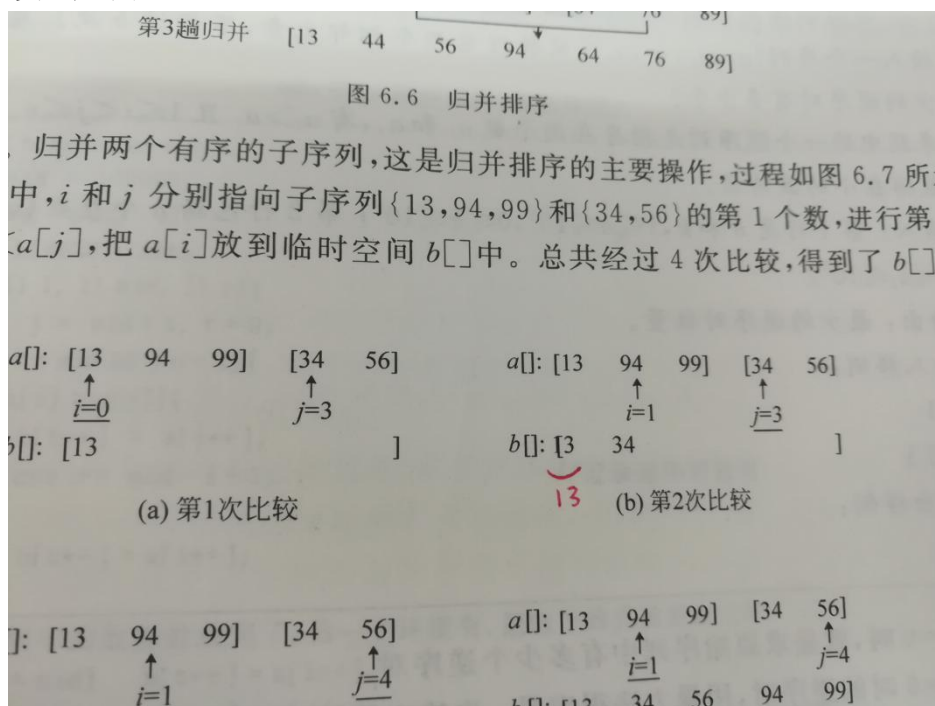 76 89]
第3趟归并 [13 44 56 94 64 76 89]
图 6.6 归并排序
归并两个有序的子序列,这是归并排序的主要操作,过程如图 6.7 所
中,i 和 j 分别指向子序列{13,94,99}和{34,56}的第 1 个数,进行第
a[j],把 a[i]放到临时空间 b[]中。总共经过 4 次比较,得到了 b[]
a[]: [13 94 99] [34 56]
i=0 j=3
b[]: [13 ]
(a) 第1次比较
a[]: [13 94 99] [34 56]
i=1 j=3
b[]: [3 34 ]
13
(b) 第2次比较
]: [13 94 99] [34 56]
i=1 j=4
a[]: [13 94 99] [34 56]
i=1 j=4
b[]: [13 34 56 94 99]